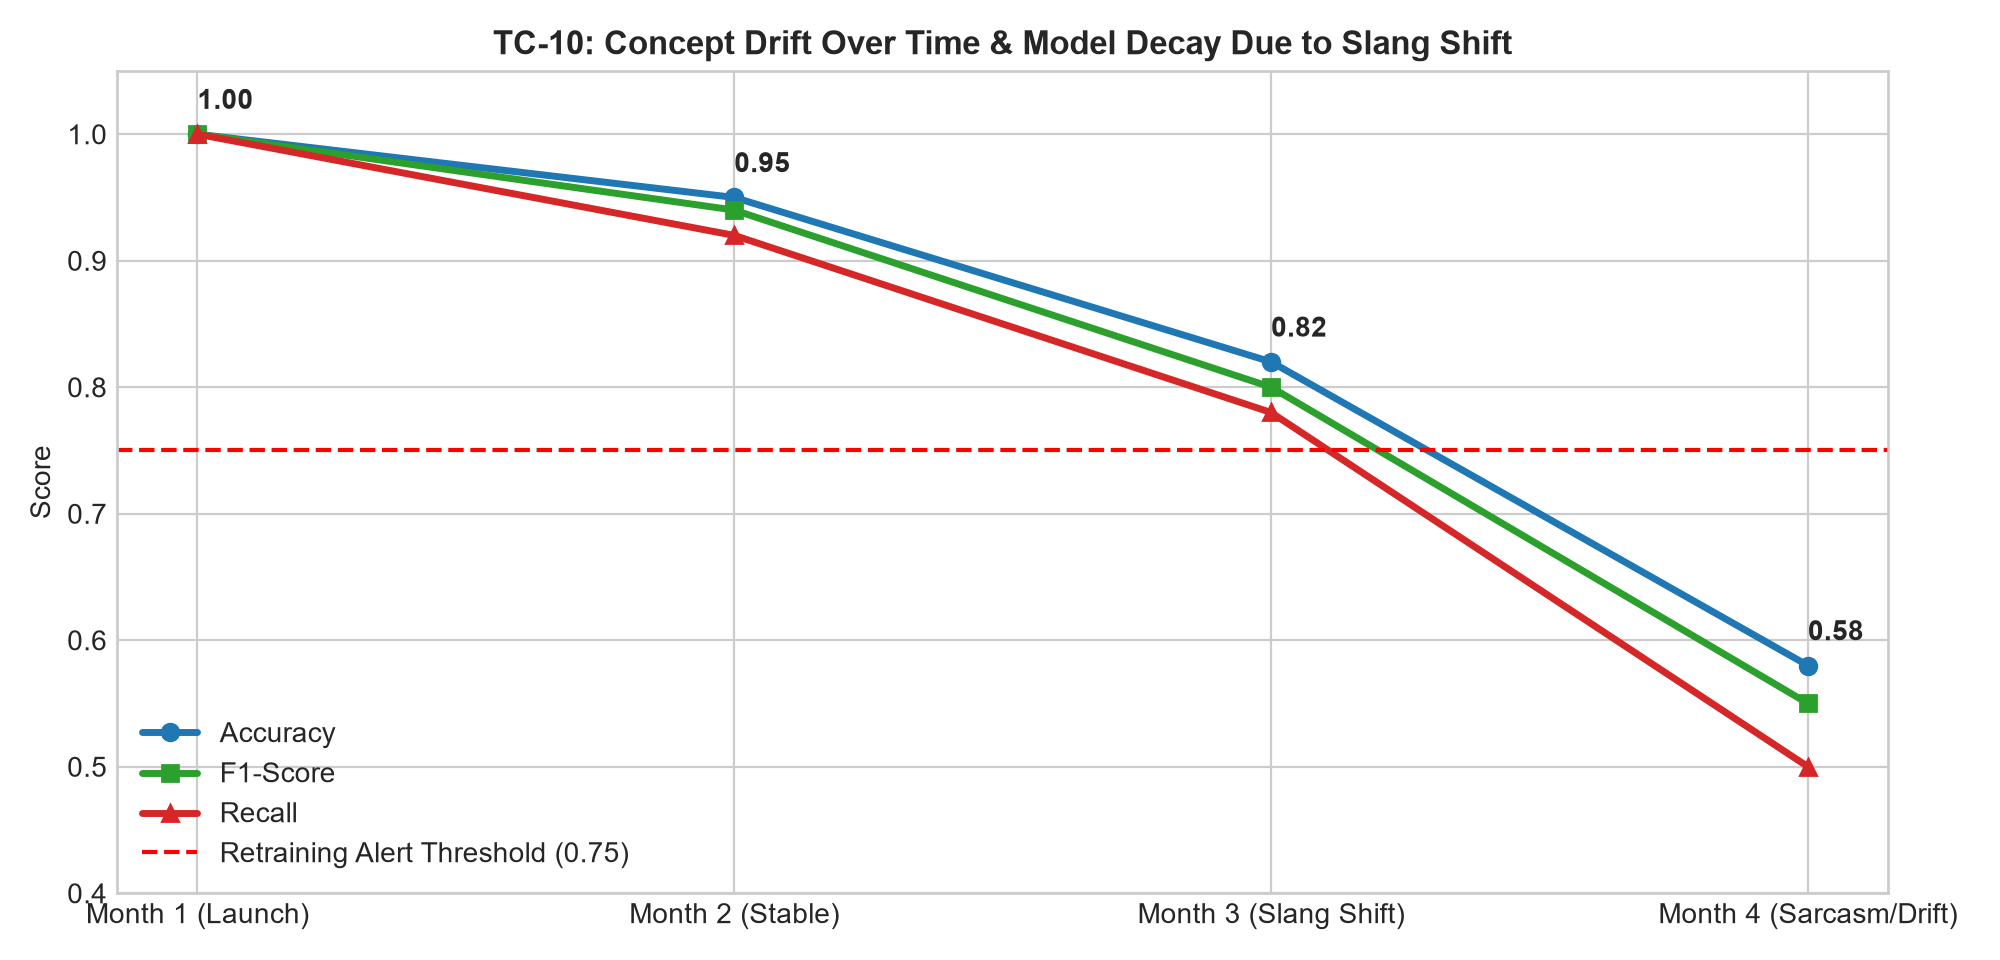 TC-10: Concept Drift Over Time & Model Decay Due to Slang Shift
1.00
0.95
0.82
0.58
Score
1.0
0.9
0.8
0.7
0.6
0.5
0.4
Accuracy
F1-Score
Recall
Retraining Alert Threshold (0.75)
Month 1 (Launch)
Month 2 (Stable)
Month 3 (Slang Shift)
Month 4 (Sarcasm/Drift)